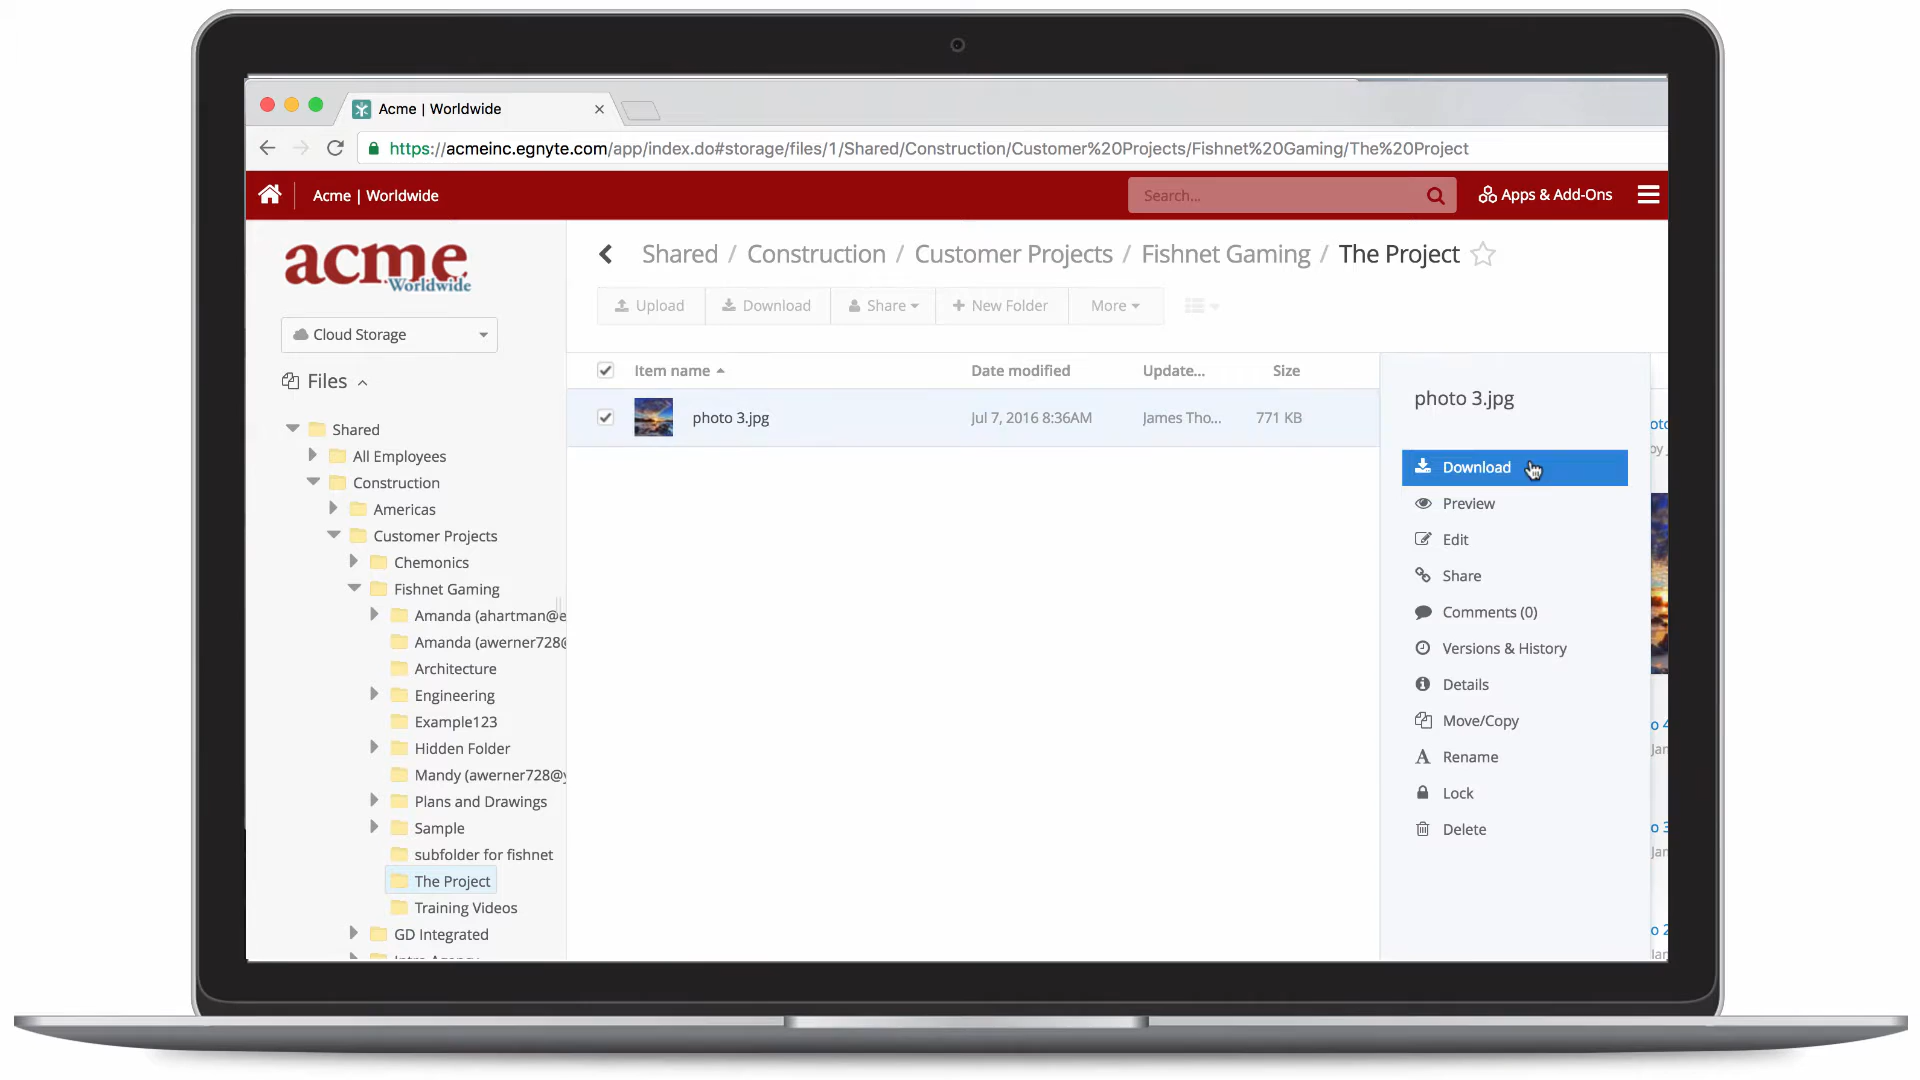 Acme | Worldwide
https://acmeinc.egnyte.com/app/index.do#storage/files/1/Shared/Construction/Customer%20Projects/Fishnet%20Gaming/The%20Project
Acme | Worldwide
Search...
Apps & Add-Ons
acme
Worldwide
Shared / Construction / Customer Projects / Fishnet Gaming / The Project
Upload
Download
Share
New Folder
More
Cloud Storage
Files
Item name
Date modified
Update...
Size
photo 3.jpg
Jul 7, 2016 8:36AM
James Tho...
771 KB
Shared
All Employees
Construction
Americas
Customer Projects
Chemonics
Fishnet Gaming
Amanda (ahartman@e
Amanda (awerner728@
Architecture
Engineering
Example123
Hidden Folder
Mandy (awerner728@y
Plans and Drawings
Sample
subfolder for fishnet
The Project
Training Videos
GD Integrated
photo 3.jpg
Download
Preview
Edit
Share
Comments (0)
Versions & History
Details
Move/Copy
Rename
Lock
Delete